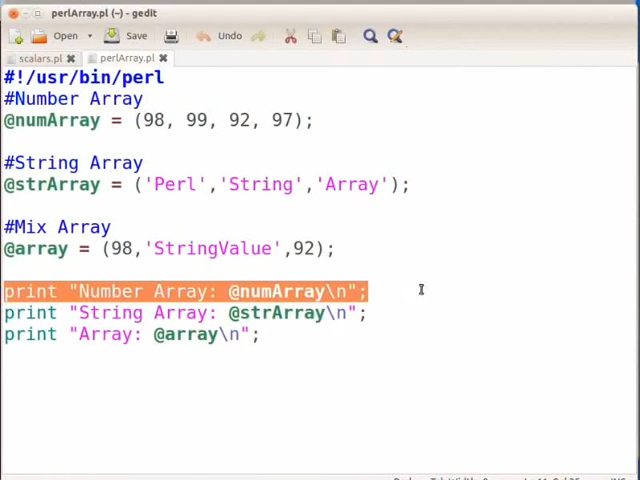 perlArray.pl (~) - gedit
Open Save Undo
scalars.pl perlArray.pl
#!/usr/bin/perl
#Number Array
@numArray = (98, 99, 92, 97);
#String Array
@strArray = ('Perl','String','Array');
#Mix Array
@array = (98,'StringValue',92);
print "Number Array: @numArray\n";
print "String Array: @strArray\n";
print "Array: @array\n";